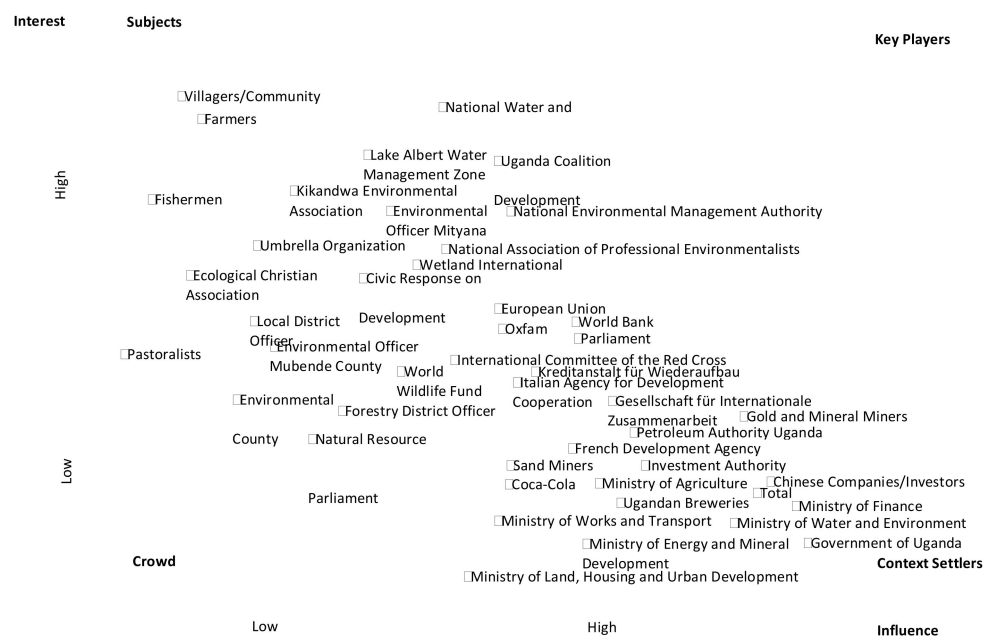 Interest
Subjects
Key Players
Villagers/Community
National Water and
Farmers
Lake Albert Water
Management Zone
Uganda Coalition
High
Kikandwa Environmental
Association
Fishermen
Development
Environmental
Officer Mityana
National Environmental Management Authority
Umbrella Organization
National Association of Professional Environmentalists
Wetland International
Ecological Christian
Association
Civic Response on
Development
European Union
Local District
Officer
Oxfam
World Bank
Parliament
Environmental Officer
Mubende County
Pastoralists
International Committee of the Red Cross
World
Wildlife Fund
Kreditanstalt für Wiederaufbau
Italian Agency for Development
Cooperation
Environmental
County
Gesellschaft für Internationale
Zusammenarbeit
Forestry District Officer
Gold and Mineral Miners
Petroleum Authority Uganda
Natural Resource
Parliament
French Development Agency
Low
Sand Miners
Investment Authority
Coca-Cola
Ministry of Agriculture
Chinese Companies/Investors
Total
Ugandan Breweries
Ministry of Finance
Ministry of Works and Transport
Ministry of Water and Environment
Ministry of Energy and Mineral
Development
Government of Uganda
Crowd
Context Settlers
Ministry of Land, Housing and Urban Development
Low
High
Influence